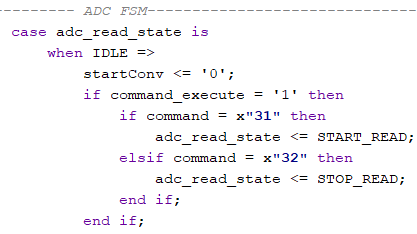 --------- ADC FSM--------------------------------
case adc_read_state is
when IDLE =>
startConv <= '0';
if command_execute = '1' then
if command = x"31" then
adc_read_state <= START_READ;
elsif command = x"32" then
adc_read_state <= STOP_READ;
end if;
end if;